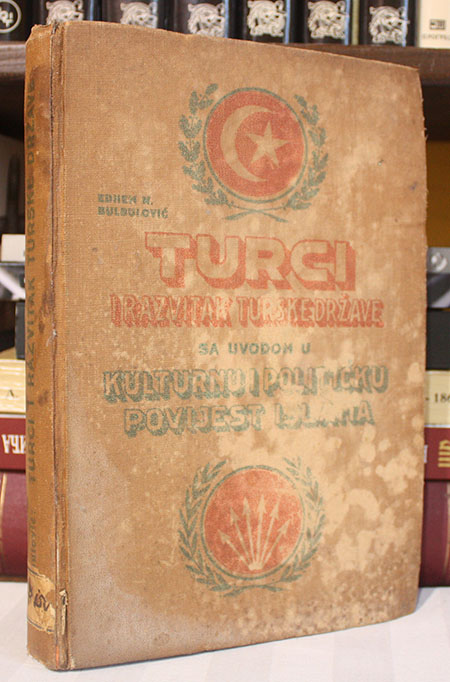 EDHEM N.
BULBULOVIĆ
TURCI
I RAZVITAK TURSKE DRŽAVE
SA UVODOM U
KULTURNU I POLITIČKU
POVIJEST ISLAMA
TURCI I RAZVITAK TURSKE DRŽAVE